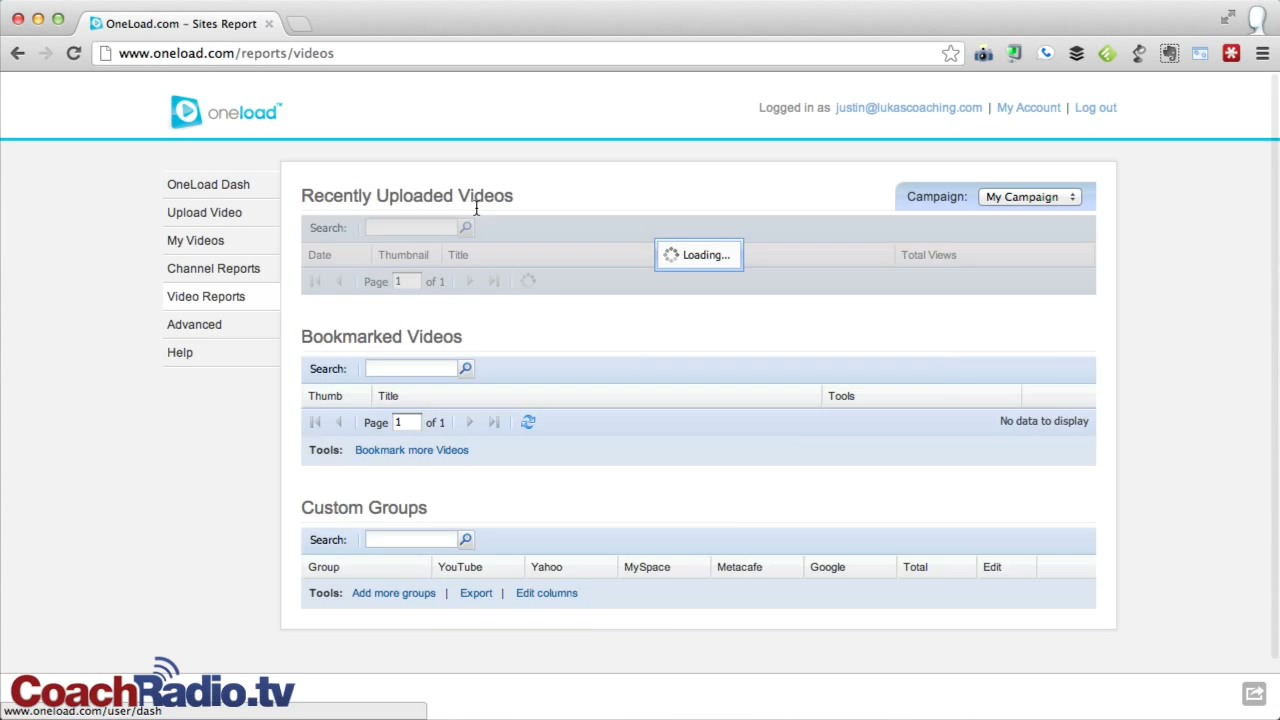 OneLoad.com - Sites Report
www.oneload.com/reports/videos
oneload™
Logged in as justin@lukascoaching.com | My Account | Log out
OneLoad Dash
Upload Video
My Videos
Channel Reports
Video Reports
Advanced
Help
Recently Uploaded Videos
Campaign: My Campaign
Search:
Date Thumbnail Title Total Views
Loading...
Page 1 of 1
Bookmarked Videos
Search:
Thumb Title Tools
Page 1 of 1 No data to display
Tools: Bookmark more Videos
Custom Groups
Search:
Group YouTube Yahoo MySpace Metacafe Google Total Edit
Tools: Add more groups | Export | Edit columns
CoachRadio.tv
www.oneload.com/user/dash